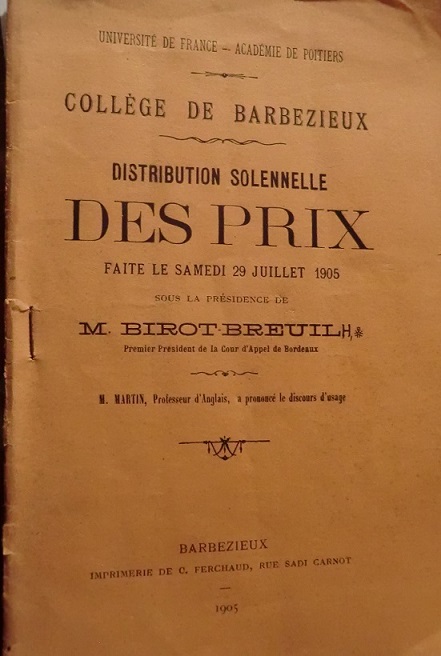 UNIVERSITÉ DE FRANCE — ACADÉMIE DE POITIERS
COLLÈGE DE BARBEZIEUX
DISTRIBUTION SOLENNELLE
DES PRIX
FAITE LE SAMEDI 29 JUILLET 1905
SOUS LA PRÉSIDENCE DE
M. BIROT-BREUILH, ❋
Premier Président de la Cour d'Appel de Bordeaux
M. MARTIN, Professeur d'Anglais, a prononcé le discours d'usage
BARBEZIEUX
IMPRIMERIE DE C. FERCHAUD, RUE SADI CARNOT
—
1905